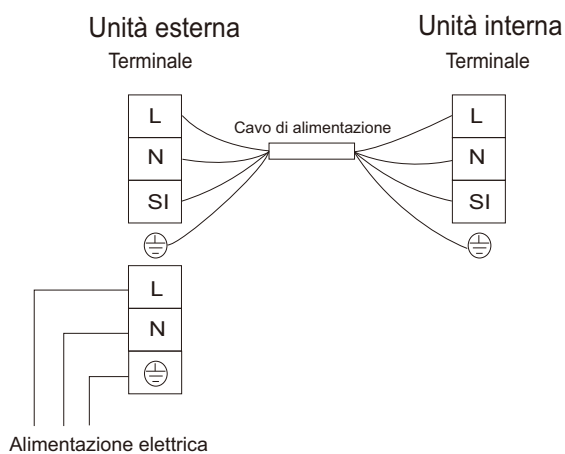 Unità esterna
Terminale
Unità interna
Terminale
L
N
SI
Cavo di alimentazione
L
N
SI
L
N
Alimentazione elettrica